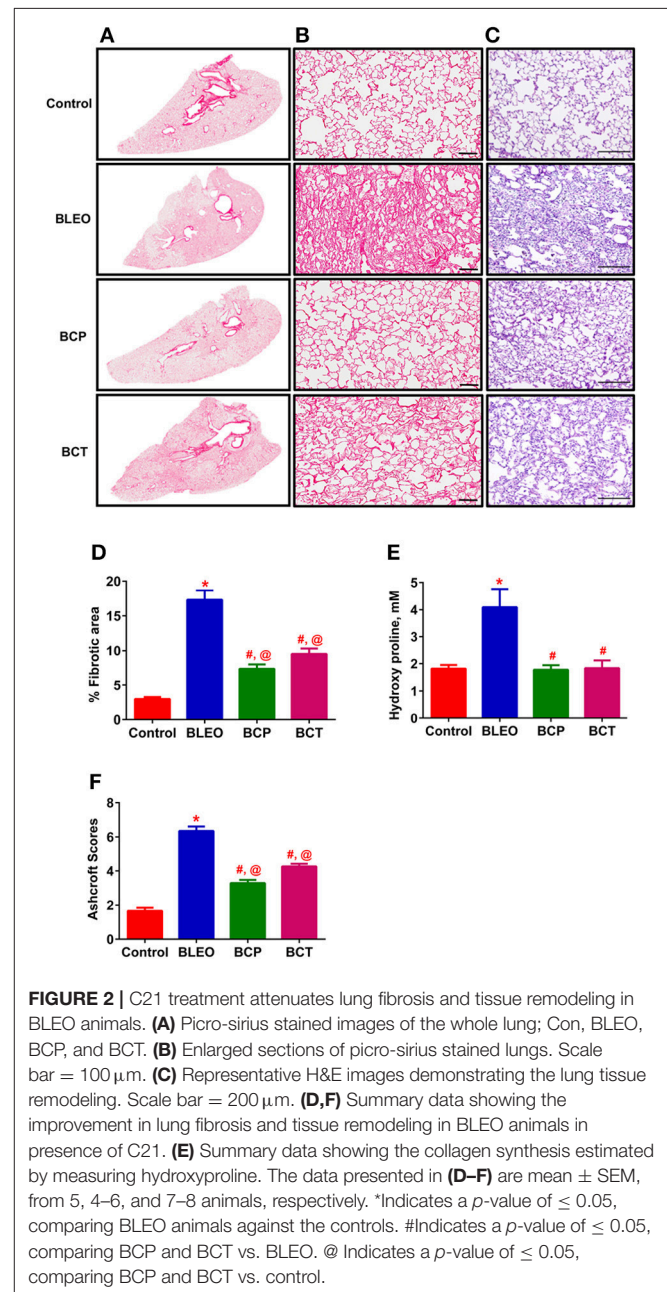 A
B
C
Control
BLEO
BCP
BCT
D
% Fibrotic area
20
15
10
5
0
*
#, @
#, @
Control BLEO BCP BCT
E
Hydroxy proline, mM
5
4
3
2
1
0
*
#
#
Control BLEO BCP BCT
F
Ashcroft Scores
8
6
4
2
0
*
#, @
#, @
Control BLEO BCP BCT
FIGURE 2 | C21 treatment attenuates lung fibrosis and tissue remodeling in
BLEO animals. (A) Picro-sirius stained images of the whole lung; Con, BLEO,
BCP, and BCT. (B) Enlarged sections of picro-sirius stained lungs. Scale
bar = 100 μm. (C) Representative H&E images demonstrating the lung tissue
remodeling. Scale bar = 200 μm. (D,F) Summary data showing the
improvement in lung fibrosis and tissue remodeling in BLEO animals in
presence of C21. (E) Summary data showing the collagen synthesis estimated
by measuring hydroxyproline. The data presented in (D–F) are mean ± SEM,
from 5, 4–6, and 7–8 animals, respectively. *Indicates a p-value of ≤ 0.05,
comparing BLEO animals against the controls. #Indicates a p-value of ≤ 0.05,
comparing BCP and BCT vs. BLEO. @ Indicates a p-value of ≤ 0.05,
comparing BCP and BCT vs. control.